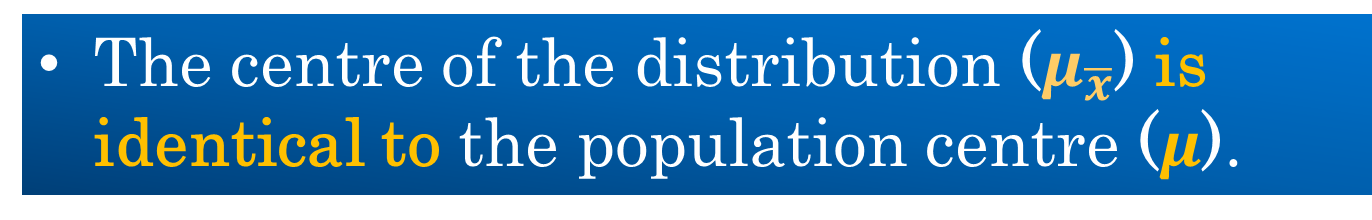 • The centre of the distribution (μx̅) is
identical to the population centre (μ).